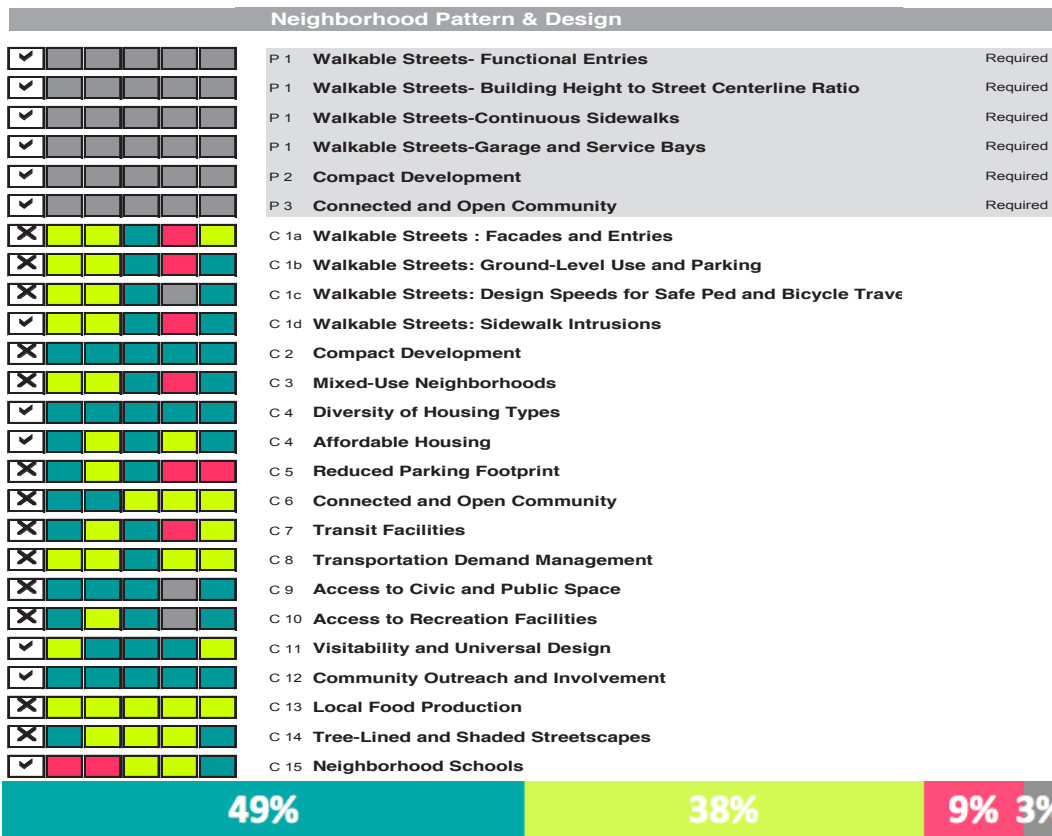 Neighborhood Pattern & Design
P 1 Walkable Streets- Functional Entries Required
P 1 Walkable Streets- Building Height to Street Centerline Ratio Required
P 1 Walkable Streets-Continuous Sidewalks Required
P 1 Walkable Streets-Garage and Service Bays Required
P 2 Compact Development Required
P 3 Connected and Open Community Required
C 1a Walkable Streets : Facades and Entries
C 1b Walkable Streets: Ground-Level Use and Parking
C 1c Walkable Streets: Design Speeds for Safe Ped and Bicycle Trave
C 1d Walkable Streets: Sidewalk Intrusions
C 2 Compact Development
C 3 Mixed-Use Neighborhoods
C 4 Diversity of Housing Types
C 4 Affordable Housing
C 5 Reduced Parking Footprint
C 6 Connected and Open Community
C 7 Transit Facilities
C 8 Transportation Demand Management
C 9 Access to Civic and Public Space
C 10 Access to Recreation Facilities
C 11 Visitability and Universal Design
C 12 Community Outreach and Involvement
C 13 Local Food Production
C 14 Tree-Lined and Shaded Streetscapes
C 15 Neighborhood Schools
49% 38% 9% 3%